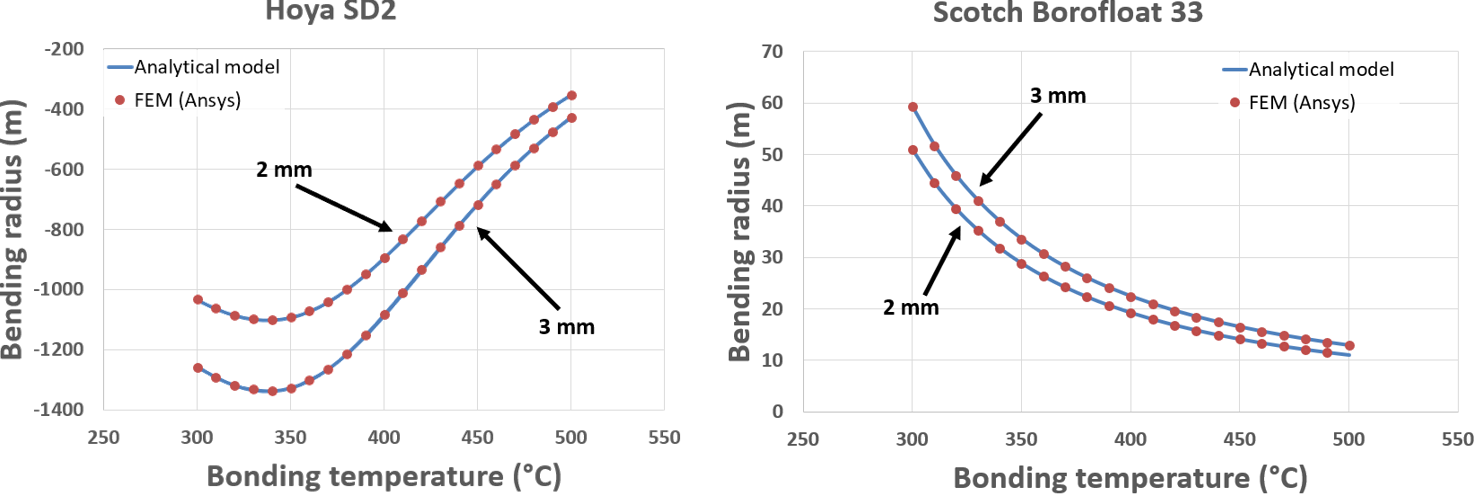 Hoya SD2
-200
-400
-600
-800
-1000
-1200
-1400
250
300
350
400
450
500
550
Bending radius (m)
Bonding temperature (°C)
Analytical model
FEM (Ansys)
2 mm
3 mm
Scotch Borofloat 33
70
60
50
40
30
20
10
0
250
300
350
400
450
500
550
Bending radius (m)
Bonding temperature (°C)
Analytical model
FEM (Ansys)
3 mm
2 mm